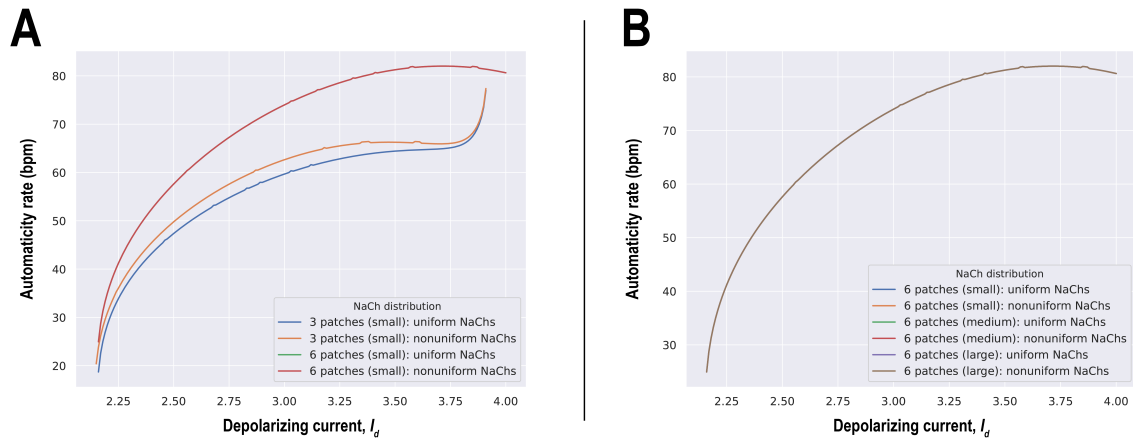 A
Automaticity rate (bpm)
80
70
60
50
40
30
20
2.25
2.50
2.75
3.00
3.25
3.50
3.75
4.00
Depolarizing current, I_d
NaCh distribution
3 patches (small): uniform NaChs
3 patches (small): nonuniform NaChs
6 patches (small): uniform NaChs
6 patches (small): nonuniform NaChs
B
Automaticity rate (bpm)
80
70
60
50
40
30
2.25
2.50
2.75
3.00
3.25
3.50
3.75
4.00
Depolarizing current, I_d
NaCh distribution
6 patches (small): uniform NaChs
6 patches (small): nonuniform NaChs
6 patches (medium): uniform NaChs
6 patches (medium): nonuniform NaChs
6 patches (large): uniform NaChs
6 patches (large): nonuniform NaChs